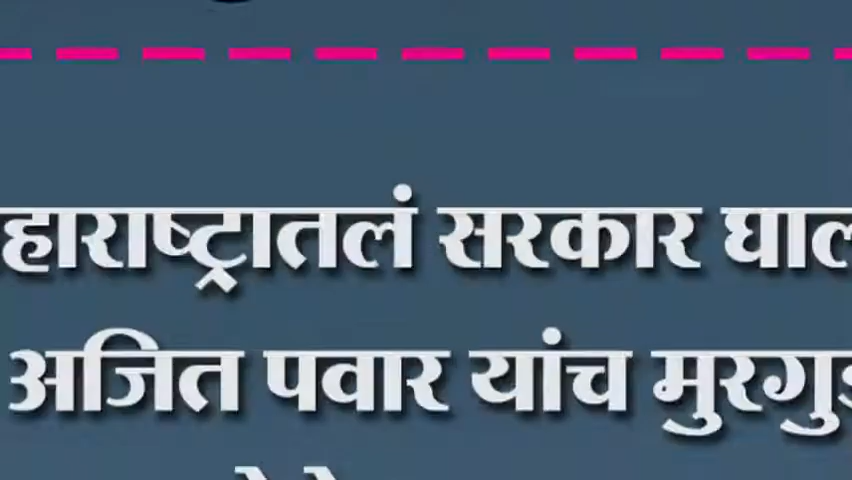 हाराष्ट्रातलं सरकार घाल
अजित पवार यांच मुरगु